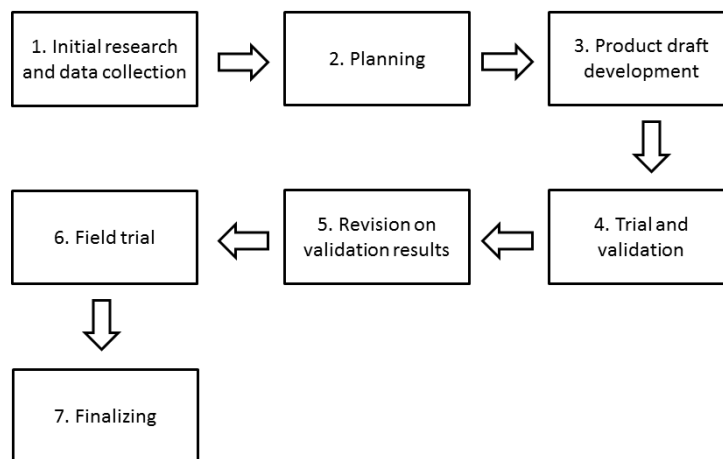 1. Initial research
and data collection
2. Planning
3. Product draft
development
4. Trial and
validation
5. Revision on
validation results
6. Field trial
7. Finalizing